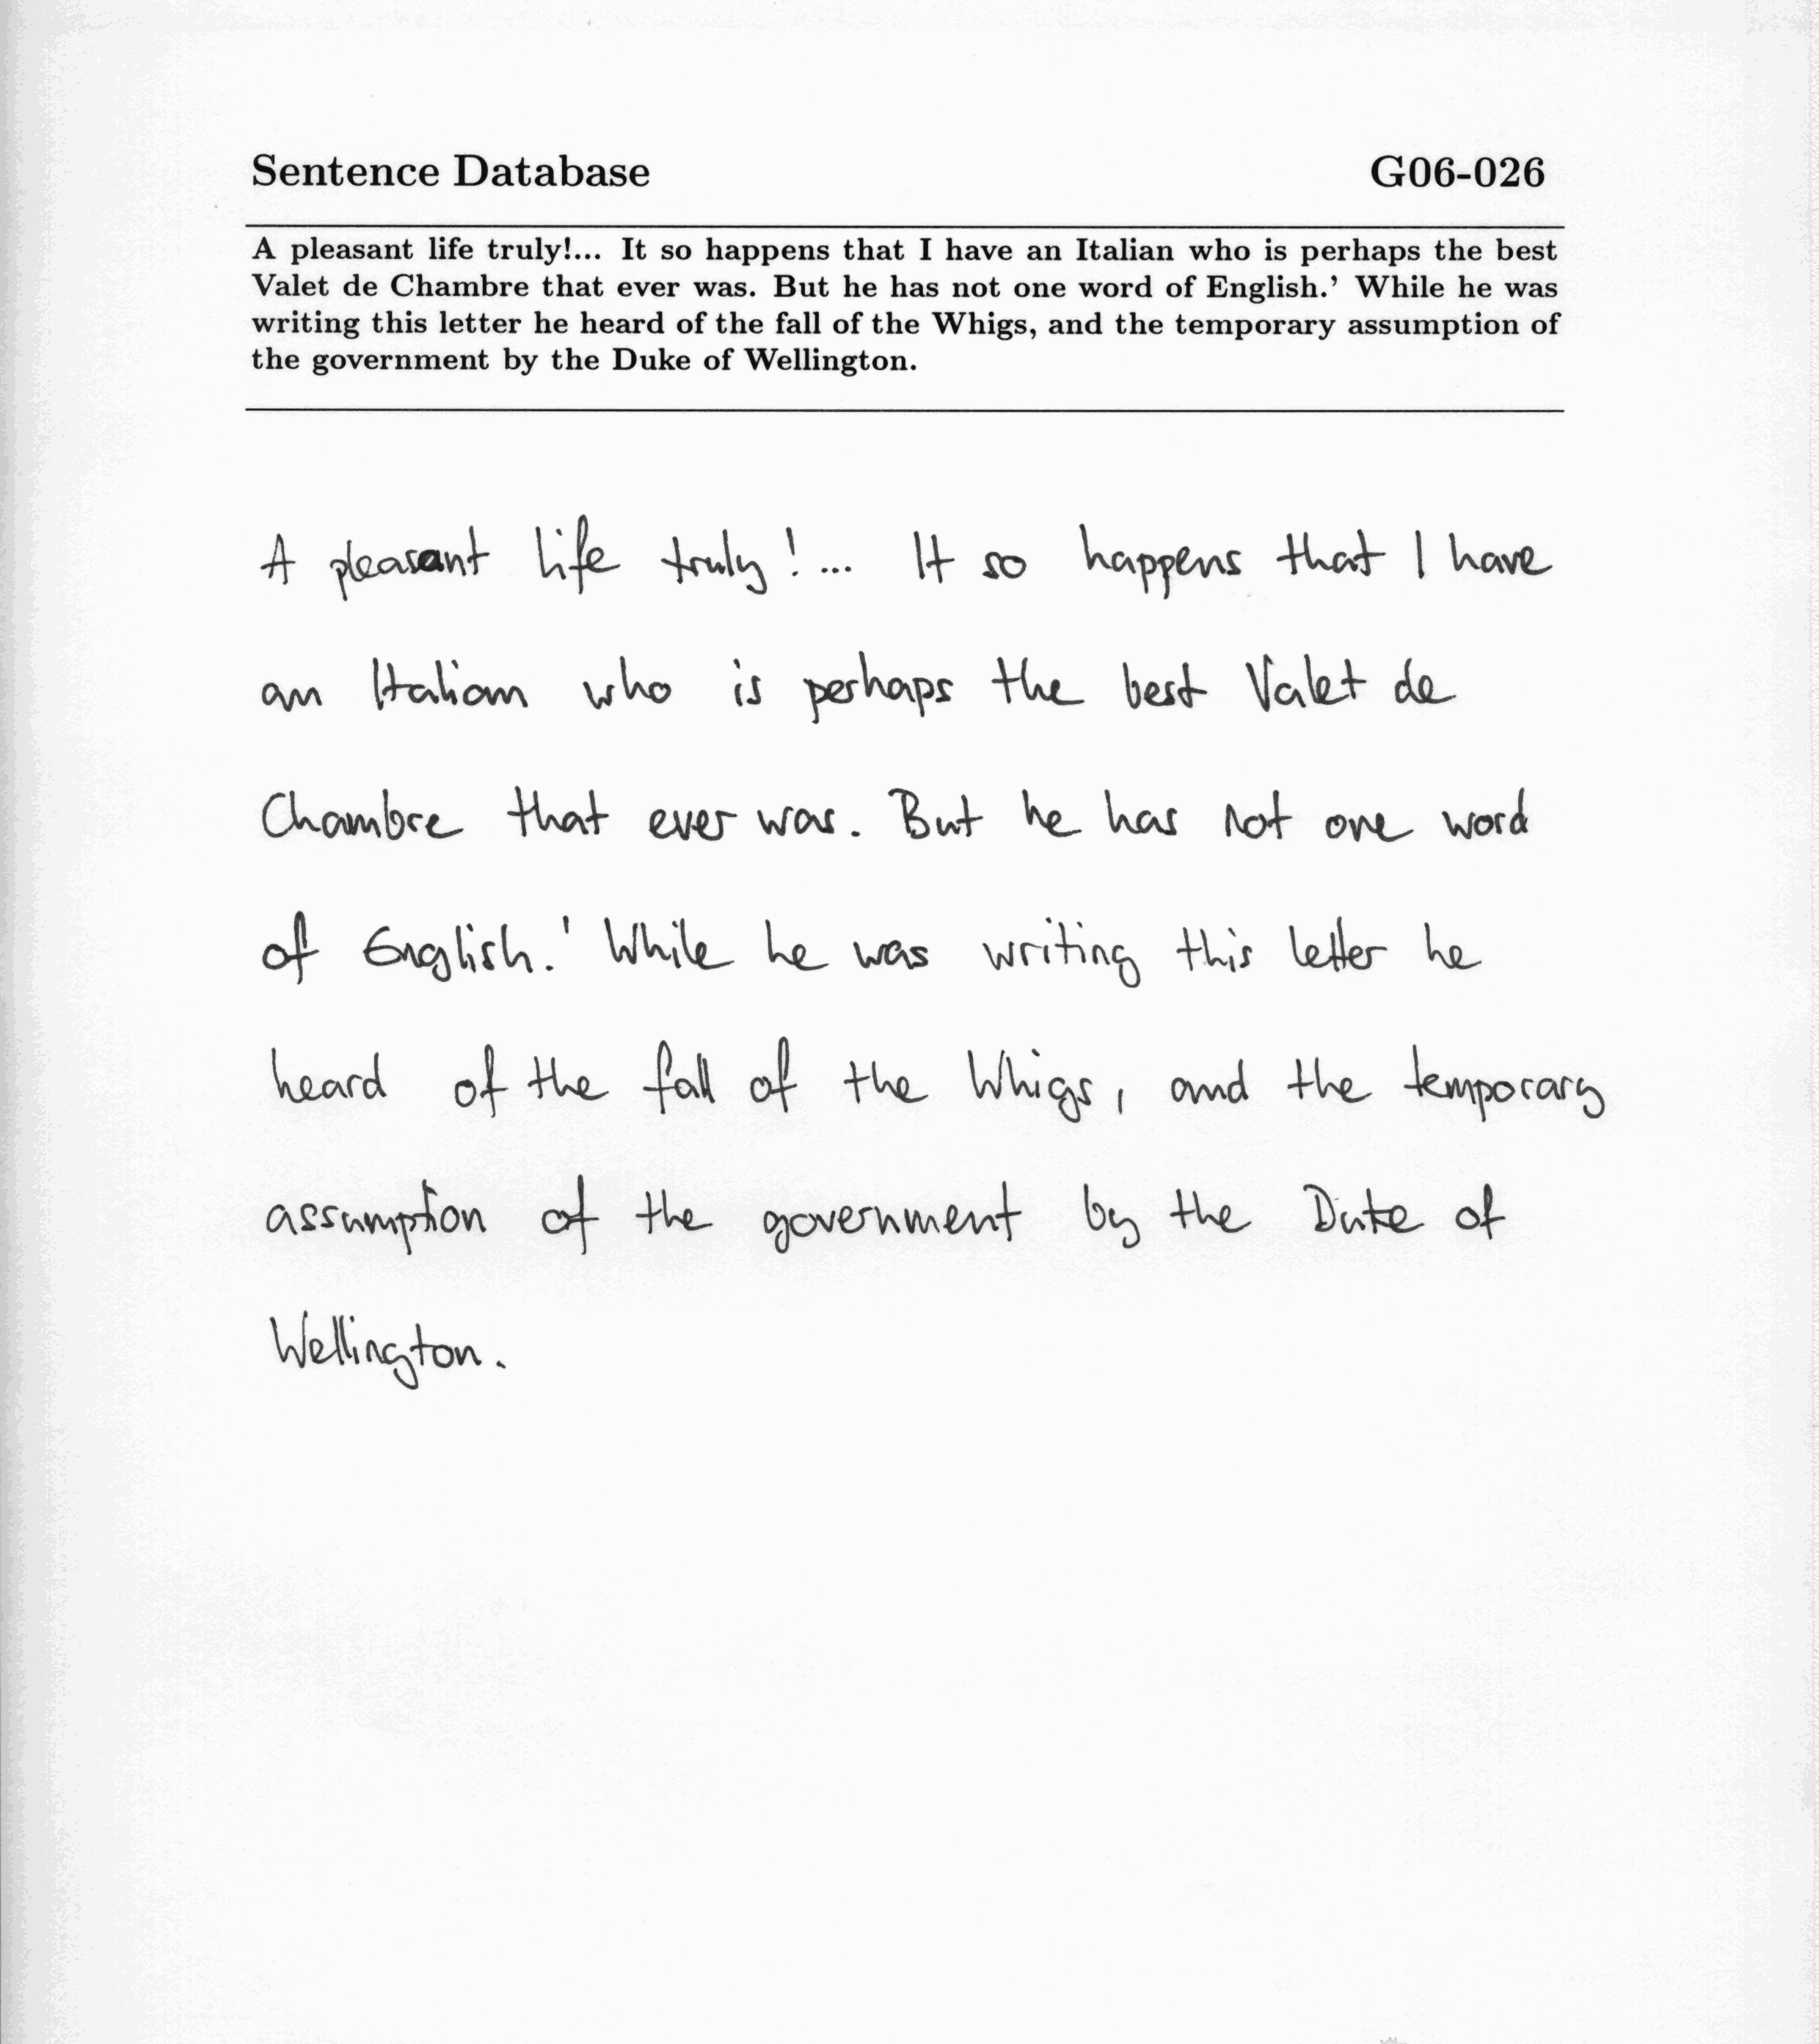 Sentence Database G06-026
A pleasant life truly!... It so happens that I have an Italian who is perhaps the best
Valet de Chambre that ever was. But he has not one word of English.' While he was
writing this letter he heard of the fall of the Whigs, and the temporary assumption of
the government by the Duke of Wellington.
A pleasant life truly!... It so happens that I have
an Italian who is perhaps the best Valet de
Chambre that ever was. But he has not one word
of English.' While he was writing this letter he
heard of the fall of the Whigs, and the temporary
assumption of the government by the Duke of
Wellington.